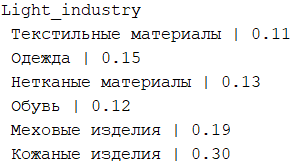 Light_industry
Текстильные материалы | 0.11
Одежда | 0.15
Нетканые материалы | 0.13
Обувь | 0.12
Меховые изделия | 0.19
Кожаные изделия | 0.30